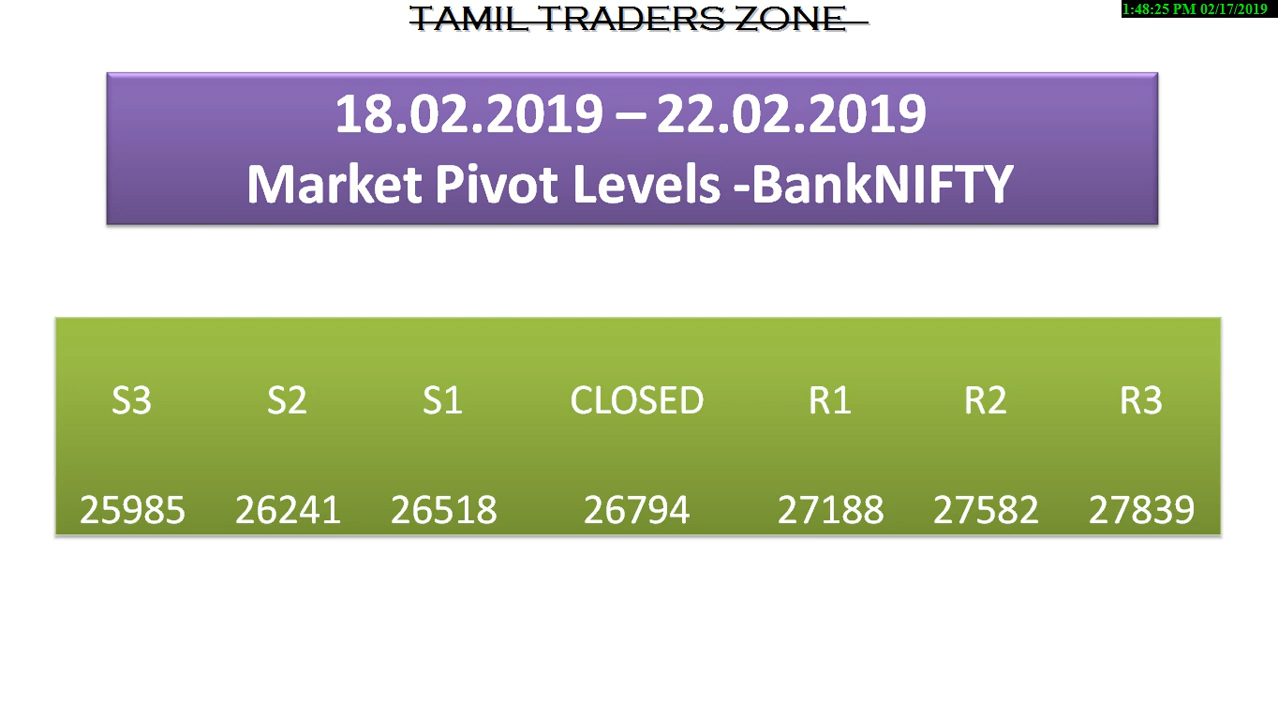 TAMIL TRADERS ZONE
1:48:25 PM 02/17/2019
18.02.2019 – 22.02.2019
Market Pivot Levels -BankNIFTY
S3 S2 S1 CLOSED R1 R2 R3
25985 26241 26518 26794 27188 27582 27839